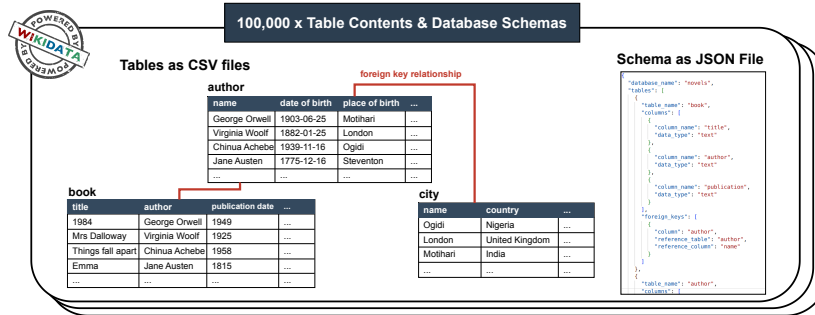 100,000 x Table Contents & Database Schemas
POWERED BY
WIKIDATA
POWERED BY
Tables as CSV files
foreign key relationship
Schema as JSON File
author
name date of birth place of birth ...
George Orwell 1903-06-25 Motihari ...
Virginia Woolf 1882-01-25 London ...
Chinua Achebe 1939-11-16 Ogidi ...
Jane Austen 1775-12-16 Steventon ...
... ... ... ...
book
title author publication date ...
1984 George Orwell 1949 ...
Mrs Dalloway Virginia Woolf 1925 ...
Things fall apart Chinua Achebe 1958 ...
Emma Jane Austen 1815 ...
... ... ... ...
city
name country ...
Ogidi Nigeria ...
London United Kingdom ...
Motihari India ...
... ... ...
{
"database_name": "novels",
"tables": [
{
"table_name": "book",
"columns": [
{
"column_name": "title",
"data_type": "text"
},
{
"column_name": "author",
"data_type": "text"
},
{
"column_name": "publication",
"data_type": "text"
}
],
"foreign_keys": [
{
"column": "author",
"reference_table": "author",
"reference_column": "name"
}
]
},
{
"table_name": "author",
"columns": [